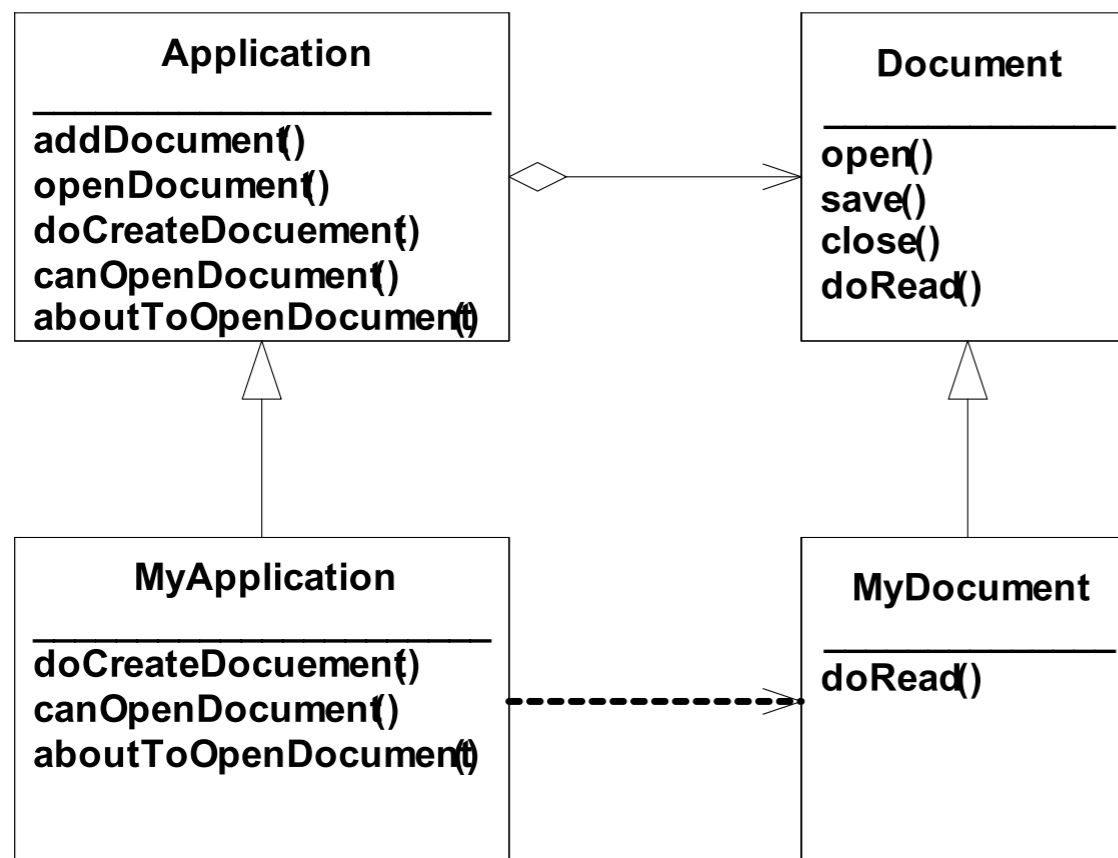 Application
addDocument()
openDocument()
doCreateDocuement()
canOpenDocument()
aboutToOpenDocument()
Document
open()
save()
close()
doRead()
MyApplication
doCreateDocuement()
canOpenDocument()
aboutToOpenDocument()
MyDocument
doRead()